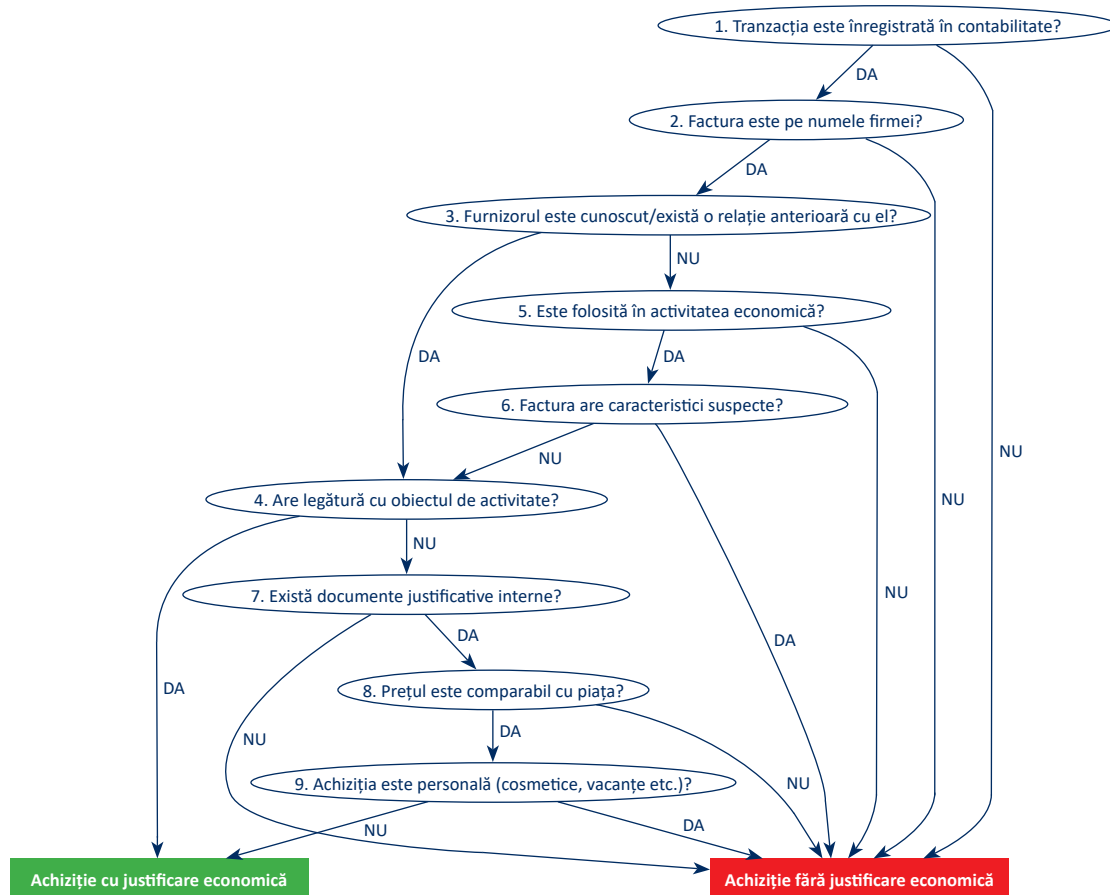 1. Tranzacția este înregistrată în contabilitate?
DA
2. Factura este pe numele firmei?
DA
3. Furnizorul este cunoscut/există o relație anterioară cu el?
NU
5. Este folosită în activitatea economică?
DA
DA
6. Factura are caracteristici suspecte?
NU
NU
4. Are legătură cu obiectul de activitate?
NU
NU
7. Există documente justificative interne?
NU
DA
DA
8. Prețul este comparabil cu piața?
DA
DA
NU
9. Achiziția este personală (cosmetice, vacanțe etc.)?
NU
NU
DA
Achiziție cu justificare economică
Achiziție fără justificare economică